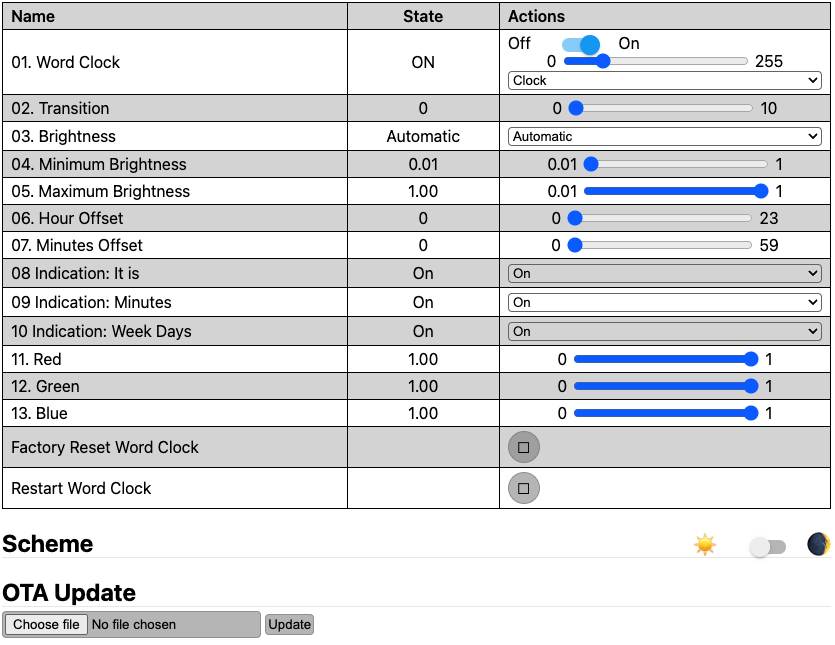 Name State Actions
01. Word Clock ON Off On
0 255
Clock
02. Transition 0 0 10
03. Brightness Automatic Automatic
04. Minimum Brightness 0.01 0.01 1
05. Maximum Brightness 1.00 0.01 1
06. Hour Offset 0 0 23
07. Minutes Offset 0 0 59
08 Indication: It is On On
09 Indication: Minutes On On
10 Indication: Week Days On On
11. Red 1.00 0 1
12. Green 1.00 0 1
13. Blue 1.00 0 1
Factory Reset Word Clock
Restart Word Clock
Scheme
OTA Update
Choose file No file chosen Update